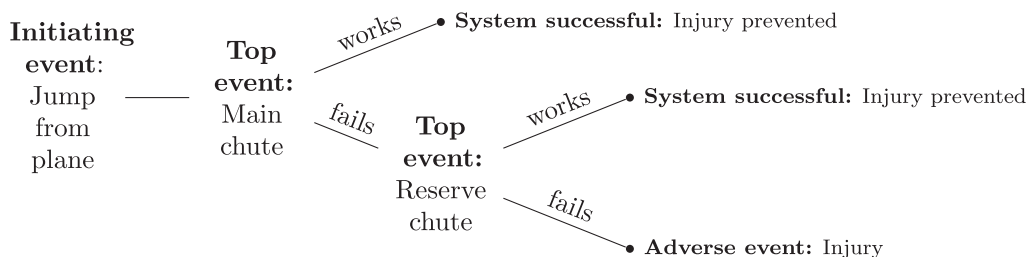 Initiating
event:
Jump
from
plane
Top
event:
Main
chute
works
System successful: Injury prevented
fails
Top
event:
Reserve
chute
works
System successful: Injury prevented
fails
Adverse event: Injury